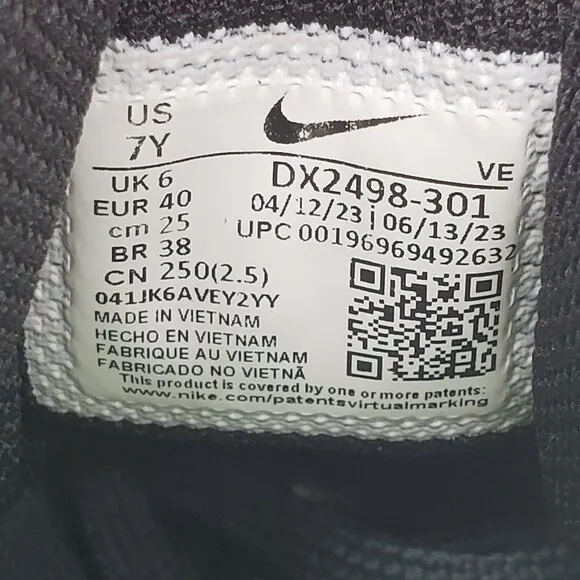 US
7Y
VE
UK 6
EUR 40
cm 25
BR 38
CN 250(2.5)
DX2498-301
04/12/23 | 06/13/23
UPC 00196969492632
041JK6AVEY2YY
MADE IN VIETNAM
HECHO EN VIETNAM
FABRIQUE AU VIETNAM
FABRICADO NO VIETNÃ
This product is covered by one or more patents:
www.nike.com/patentsvirtualmarking